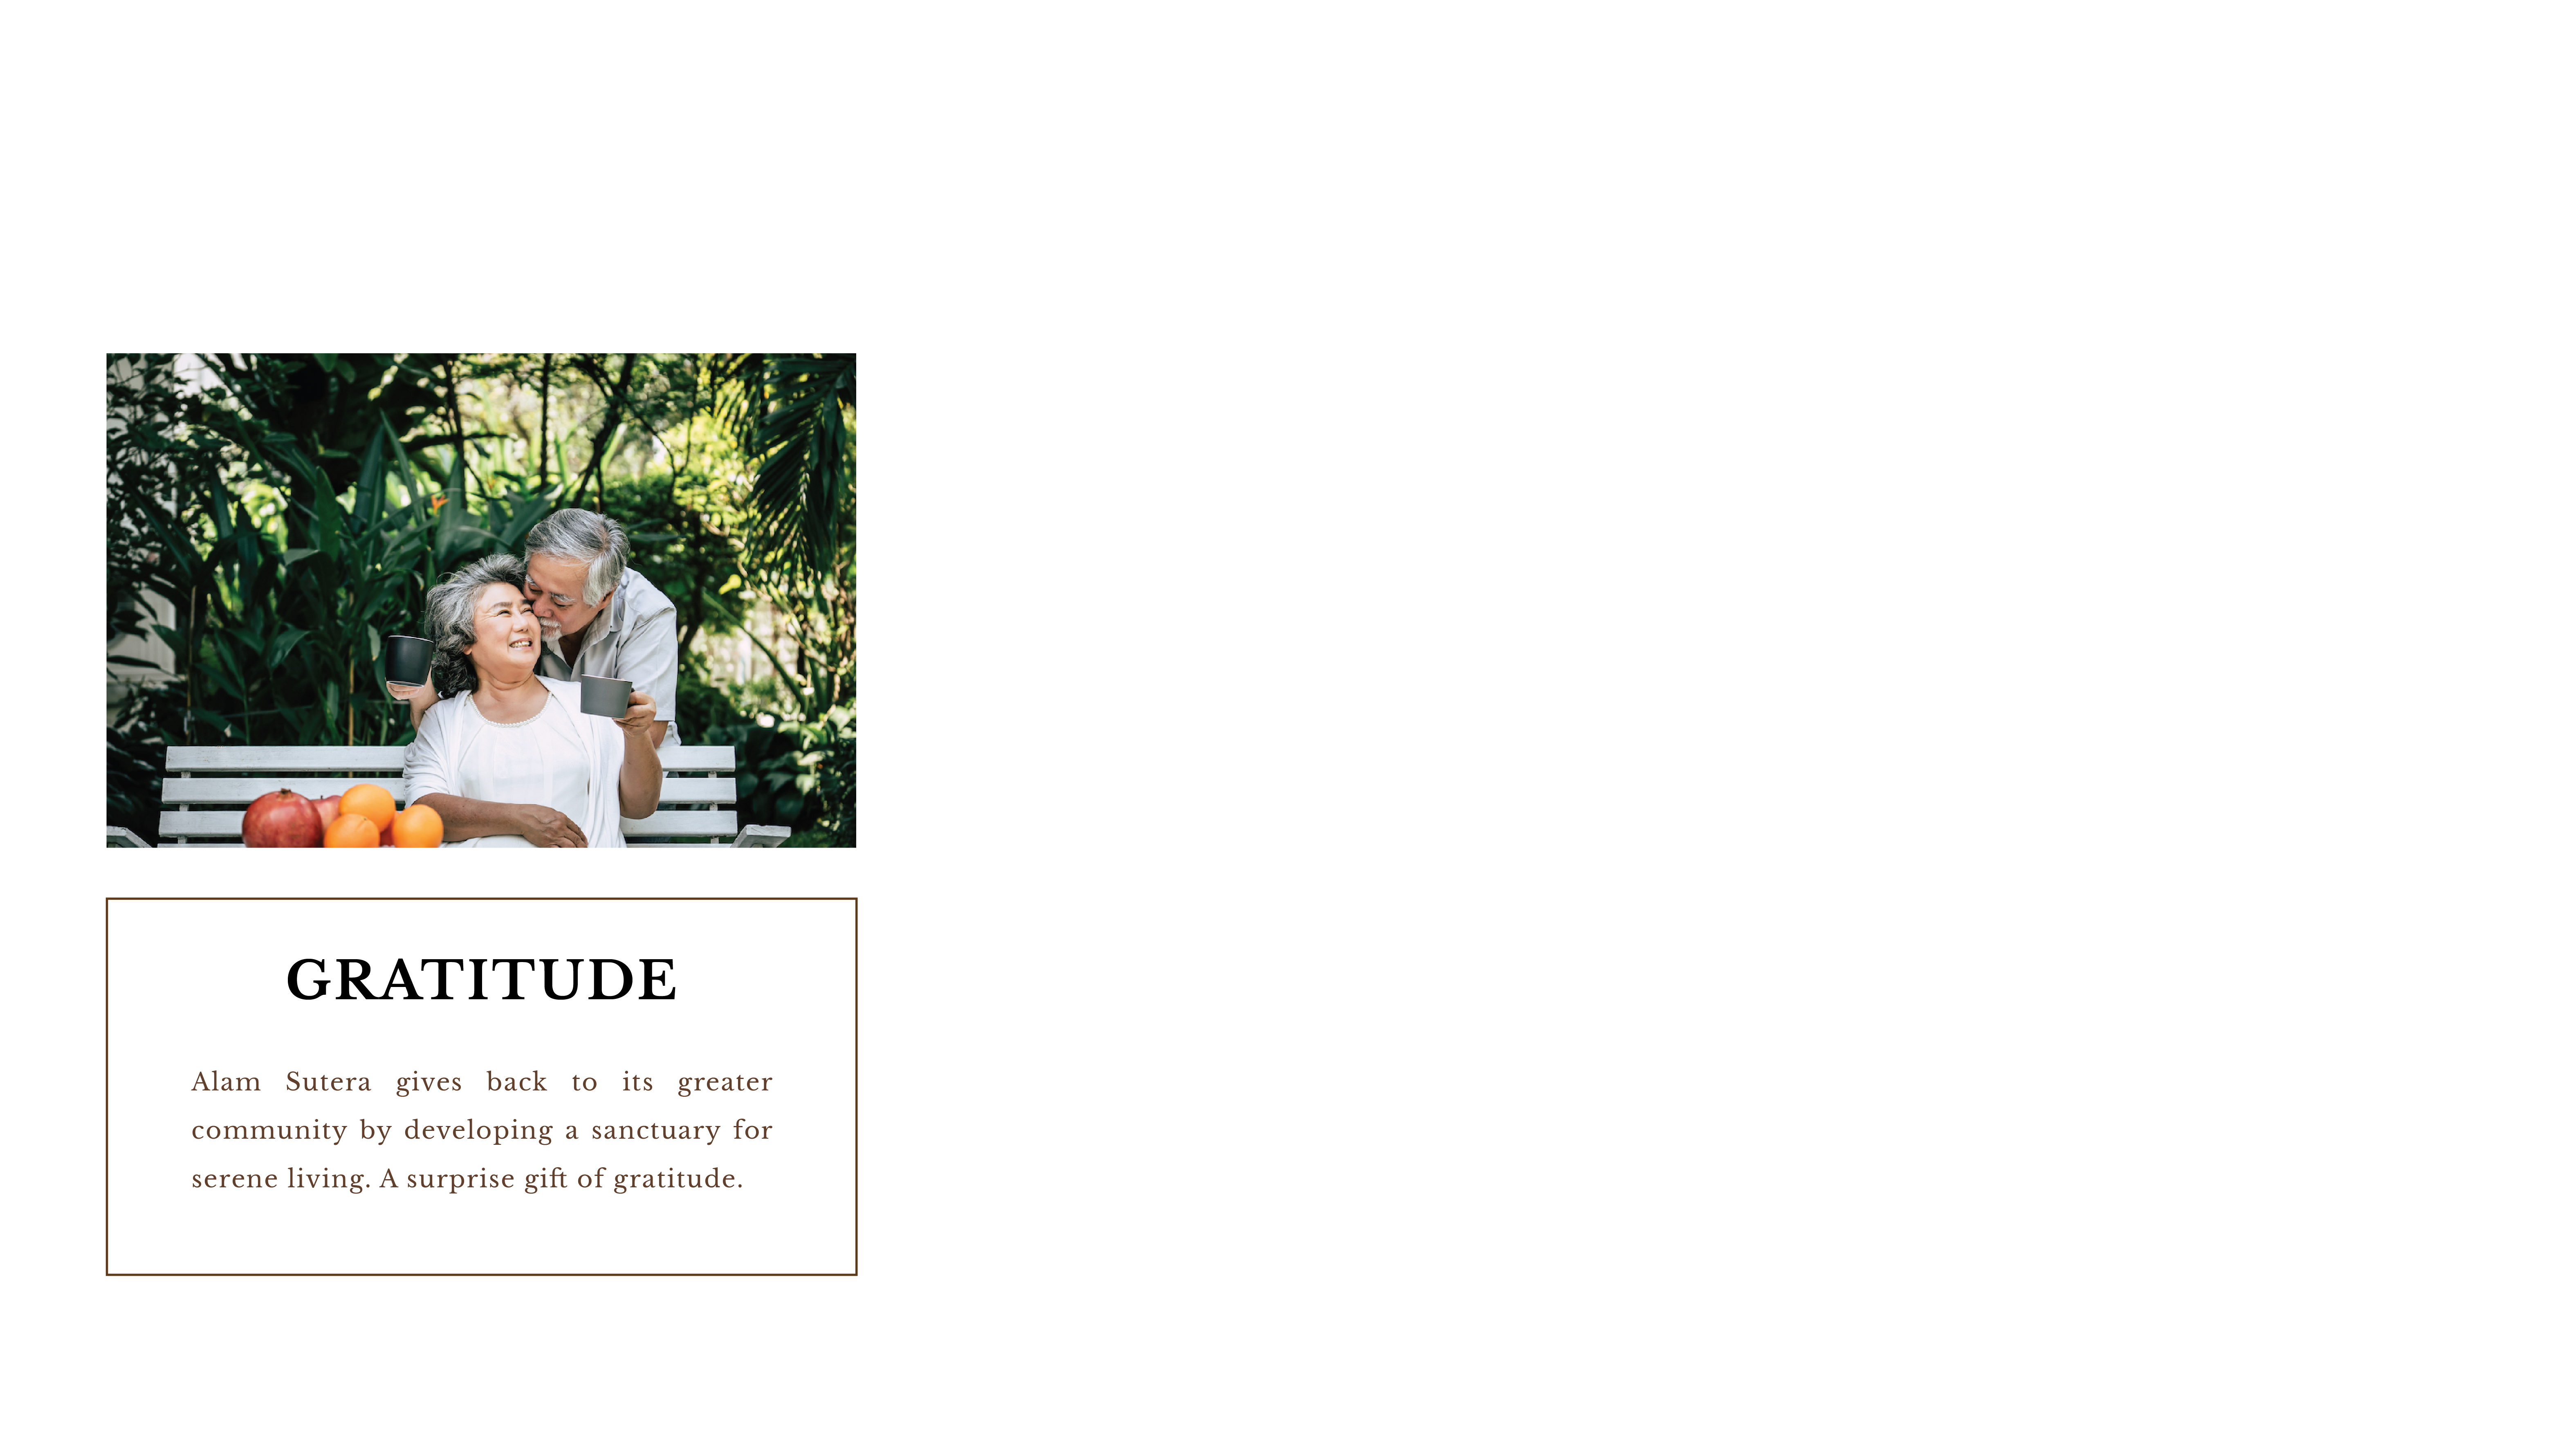 GRATITUDE
Alam Sutera gives back to its greater
community by developing a sanctuary for
serene living. A surprise gift of gratitude.